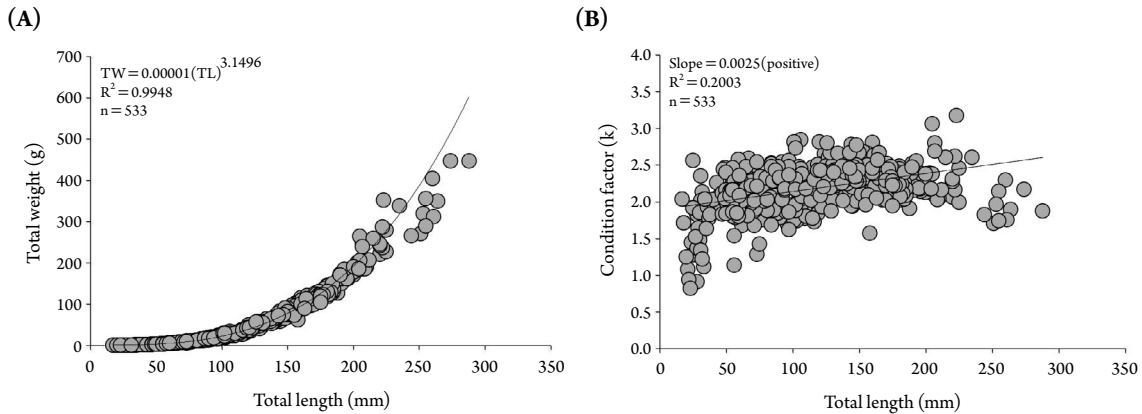 (A)
TW = 0.00001 (TL)^3.1496
R² = 0.9948
n = 533
700
600
500
400
300
200
100
0
Total weight (g)
0 50 100 150 200 250 300 350
Total length (mm)
(B)
Slope = 0.0025 (positive)
R² = 0.2003
n = 533
4.0
3.5
3.0
2.5
2.0
1.5
1.0
0.5
0.0
Condition factor (k)
0 50 100 150 200 250 300 350
Total length (mm)